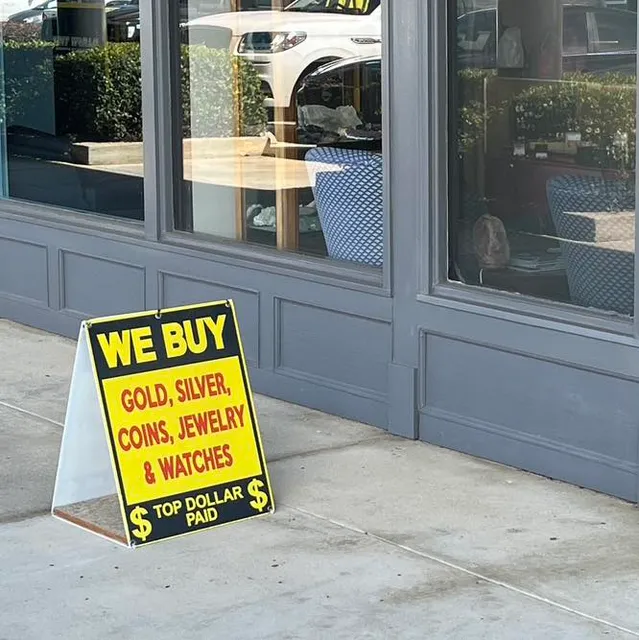 WE BUY
GOLD, SILVER,
COINS, JEWELRY
& WATCHES
$ TOP DOLLAR $
PAID